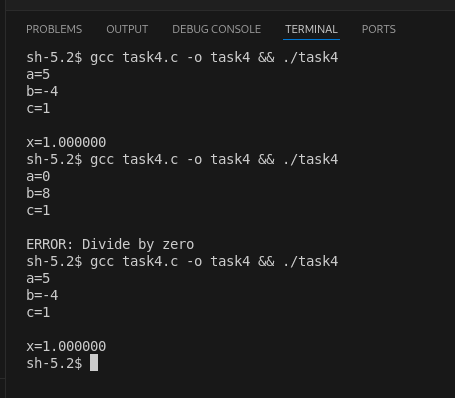 PROBLEMS OUTPUT DEBUG CONSOLE TERMINAL PORTS
sh-5.2$ gcc task4.c -o task4 && ./task4
a=5
b=-4
c=1
x=1.000000
sh-5.2$ gcc task4.c -o task4 && ./task4
a=0
b=8
c=1
ERROR: Divide by zero
sh-5.2$ gcc task4.c -o task4 && ./task4
a=5
b=-4
c=1
x=1.000000
sh-5.2$